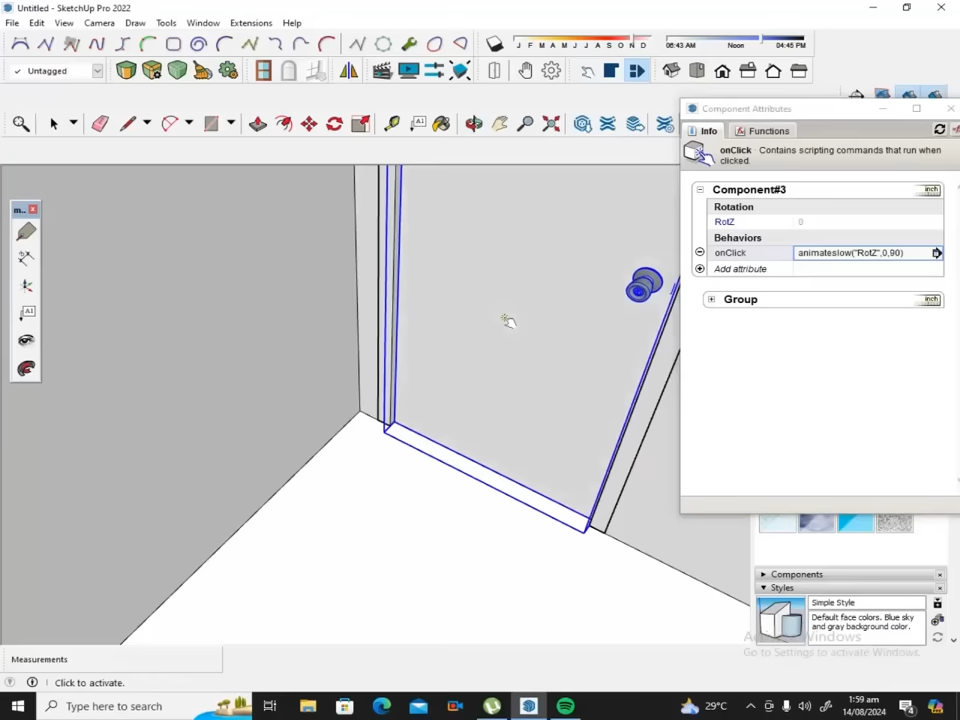 Untitled - SketchUp Pro 2022
File Edit View Camera Draw Tools Window Extensions Help
J F M A M J J A S O N D
06:43 AM Noon 04:45 PM
Untagged
Component Attributes
Info Functions
onClick Contains scripting commands that run when
clicked.
Component#3 inch
Rotation
RotZ 0
Behaviors
onClick animateslow("RotZ",0,90)
Add attribute
Group inch
m...
A1
A1
Components
Styles
Simple Style
Default face colors. Blue sky
and gray background color.
Activate Windows
Go to Settings to activate Windows.
Measurements
Click to activate.
Type here to search
29°C
1:59 am
14/08/2024
4